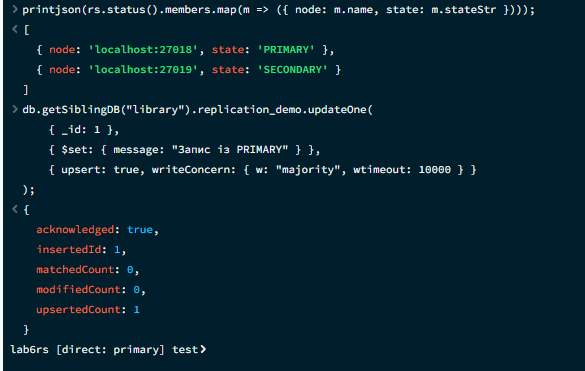 > printjson(rs.status().members.map(m => ({ node: m.name, state: m.stateStr })));
< [
{ node: 'localhost:27018', state: 'PRIMARY' },
{ node: 'localhost:27019', state: 'SECONDARY' }
]
> db.getSiblingDB("library").replication_demo.updateOne(
{ _id: 1 },
{ $set: { message: "Запис із PRIMARY" } },
{ upsert: true, writeConcern: { w: "majority", wtimeout: 10000 } }
);
< {
acknowledged: true,
insertedId: 1,
matchedCount: 0,
modifiedCount: 0,
upsertedCount: 1
}
lab6rs [direct: primary] test>